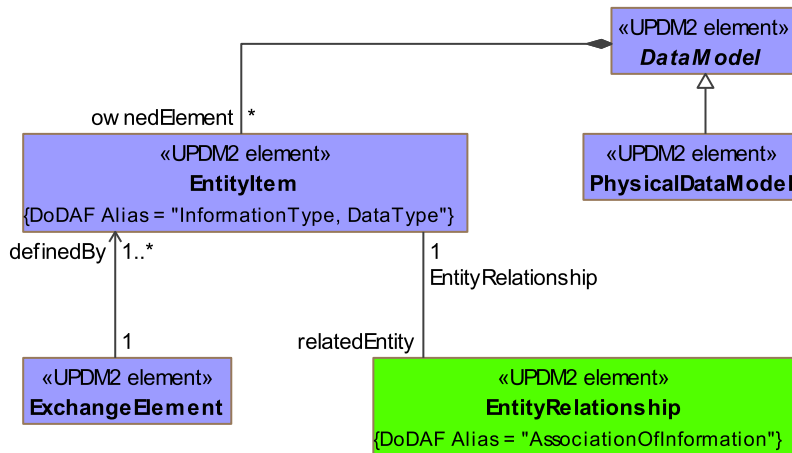 «UPDM2 element»
DataModel
ownedElement *
«UPDM2 element»
EntityItem
{DoDAF Alias = "InformationType, DataType"}
«UPDM2 element»
PhysicalDataModel
definedBy 1..*
1
EntityRelationship
1
relatedEntity
«UPDM2 element»
ExchangeElement
«UPDM2 element»
EntityRelationship
{DoDAF Alias = "AssociationOfInformation"}